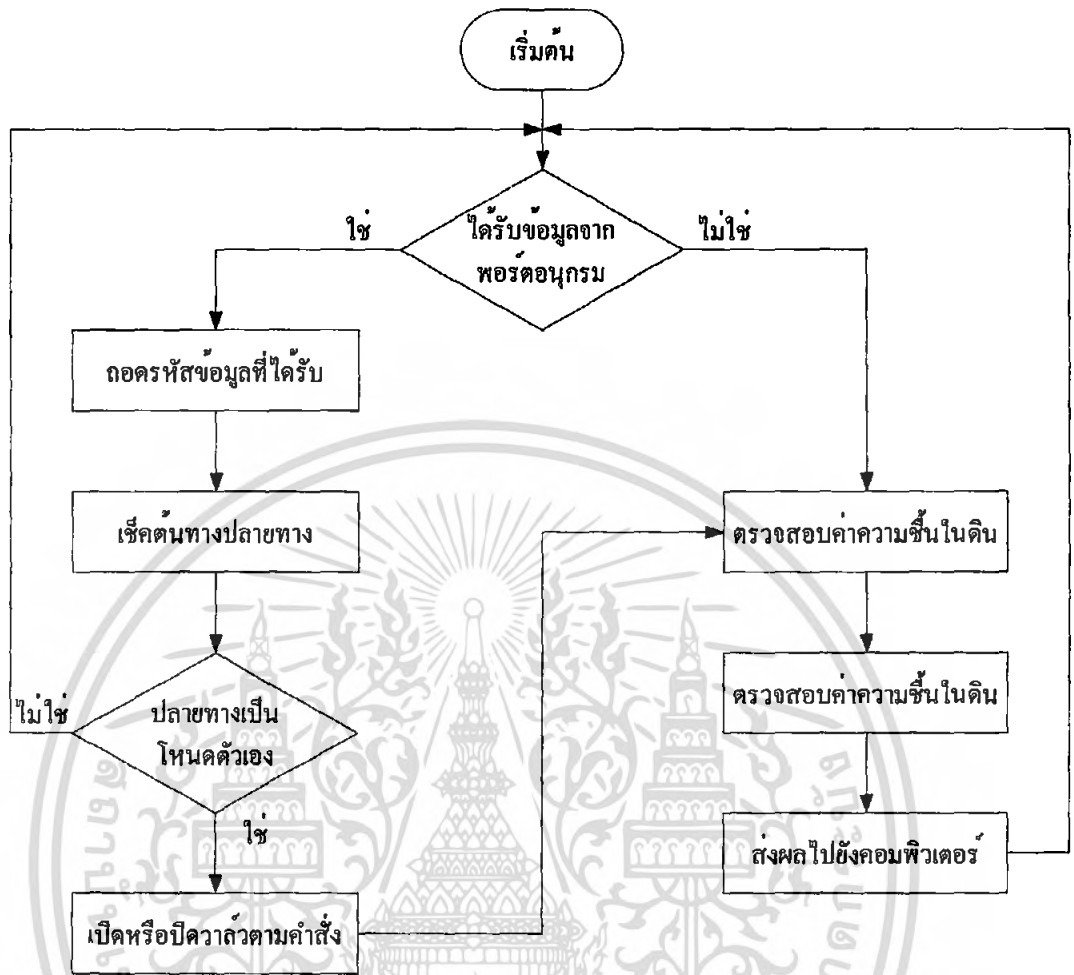 เริ่มต้น
ได้รับข้อมูลจาก
พอร์ตอนุกรม
ใช่
ไม่ใช่
ถอดรหัสข้อมูลที่ได้รับ
เช็คต้นทางปลายทาง
ตรวจสอบค่าความชื้นในดิน
ปลายทางเป็น
โหนดตัวเอง
ไม่ใช่
ใช่
ตรวจสอบค่าความชื้นในดิน
เปิดหรือปิดวาล์วตามคำสั่ง
ส่งผลไปยังคอมพิวเตอร์